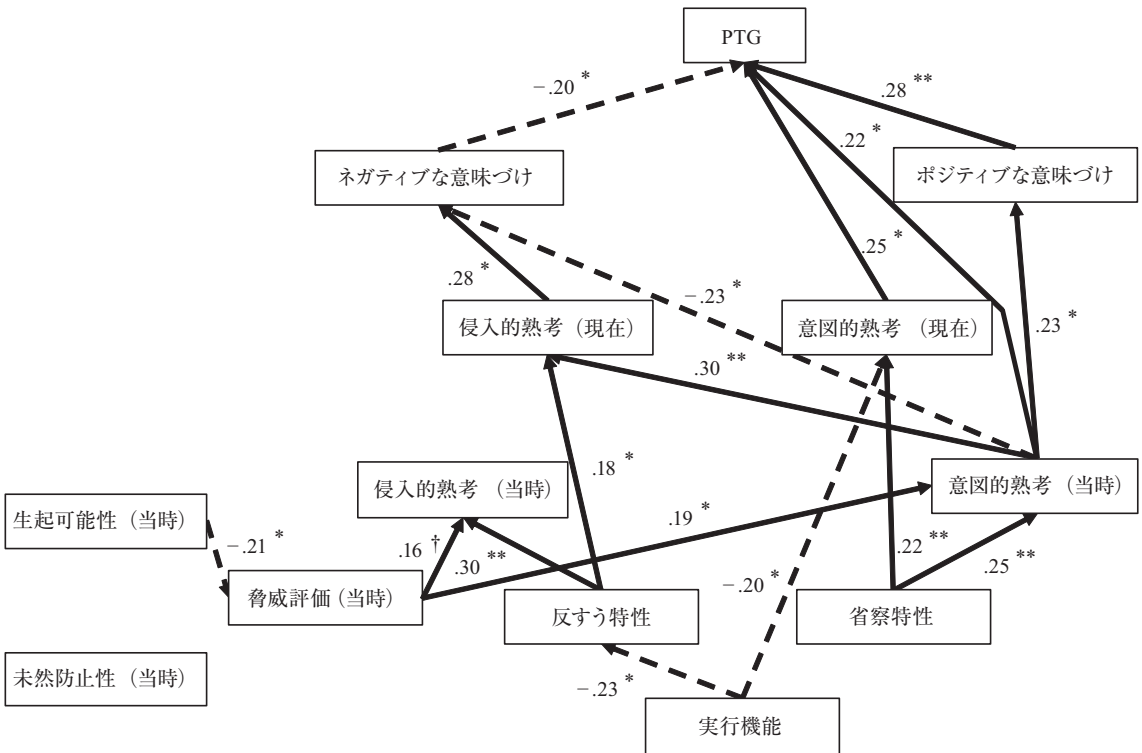 PTG
−.20 *
.28 **
.22 *
ネガティブな意味づけ
ポジティブな意味づけ
.25 *
.28 *
−.23 *
.23 *
侵入的熟考 （現在）
意図的熟考 （現在）
.30 **
.18 *
侵入的熟考 （当時）
意図的熟考 （当時）
生起可能性 （当時）
.19 *
−.21 *
.16 †
.30 **
.22 **
.25 **
−.20 *
脅威評価 （当時）
反すう特性
省察特性
未然防止性 （当時）
−.23 *
実行機能